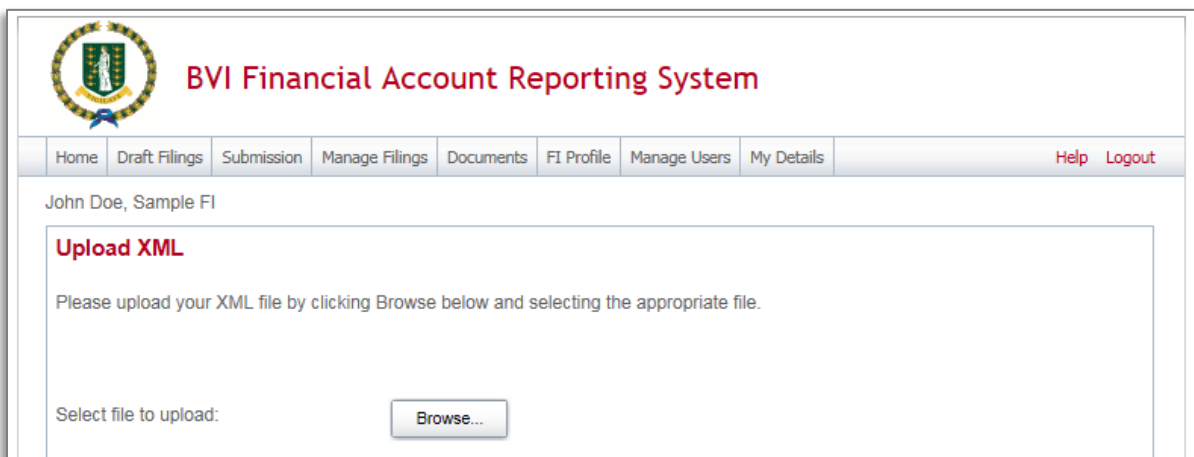 BVI Financial Account Reporting System
Home Draft Filings Submission Manage Filings Documents FI Profile Manage Users My Details Help Logout
John Doe, Sample FI
Upload XML
Please upload your XML file by clicking Browse below and selecting the appropriate file.
Select file to upload: Browse...